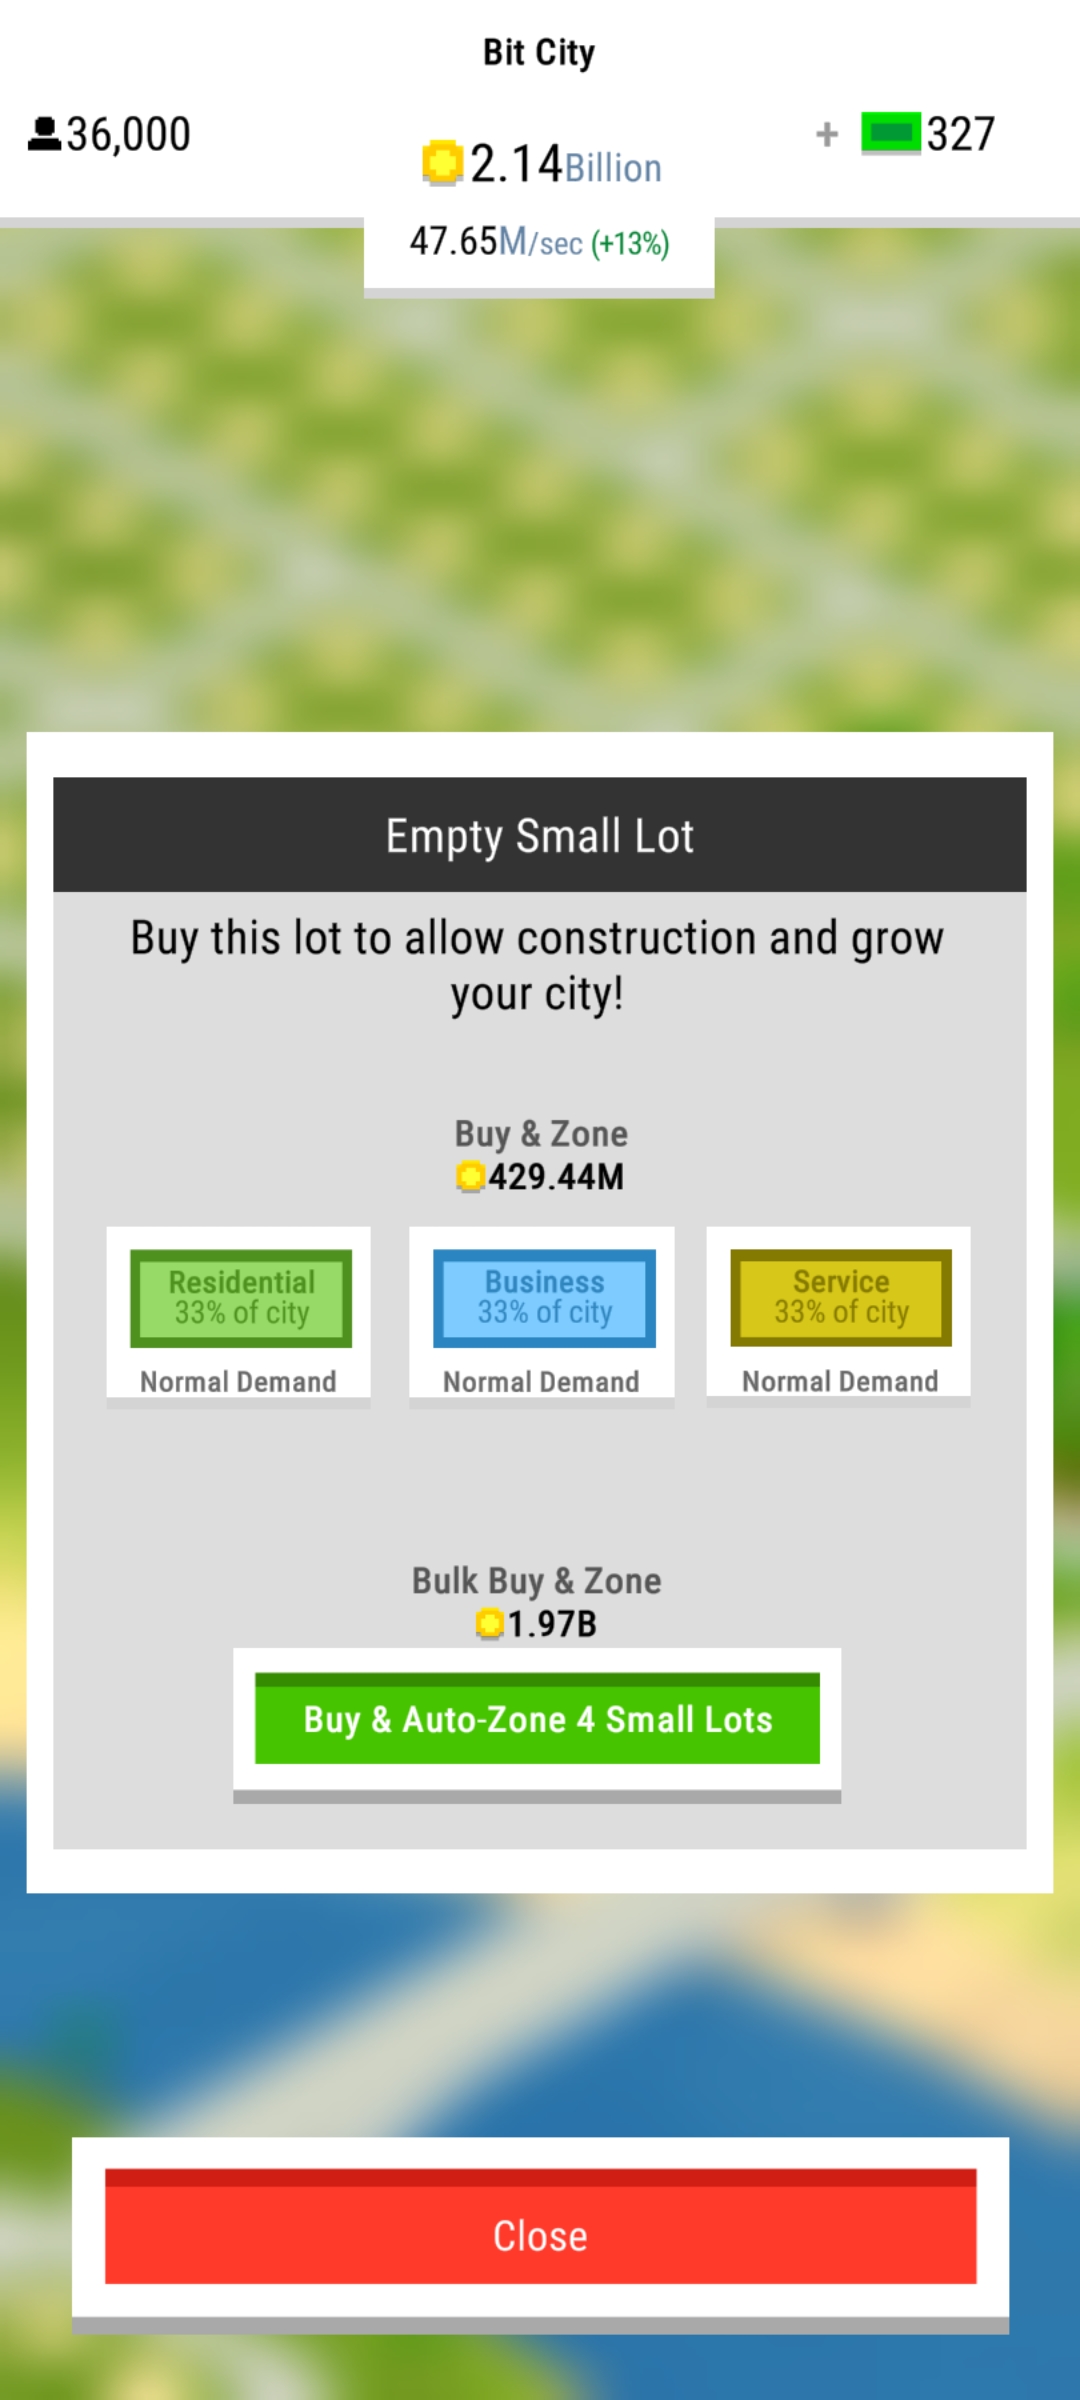 Bit City
36,000
2.14Billion
+ 327
47.65M/sec (+13%)
Empty Small Lot
Buy this lot to allow construction and grow
your city!
Buy & Zone
429.44M
Residential
33% of city
Normal Demand
Business
33% of city
Normal Demand
Service
33% of city
Normal Demand
Bulk Buy & Zone
1.97B
Buy & Auto-Zone 4 Small Lots
Close